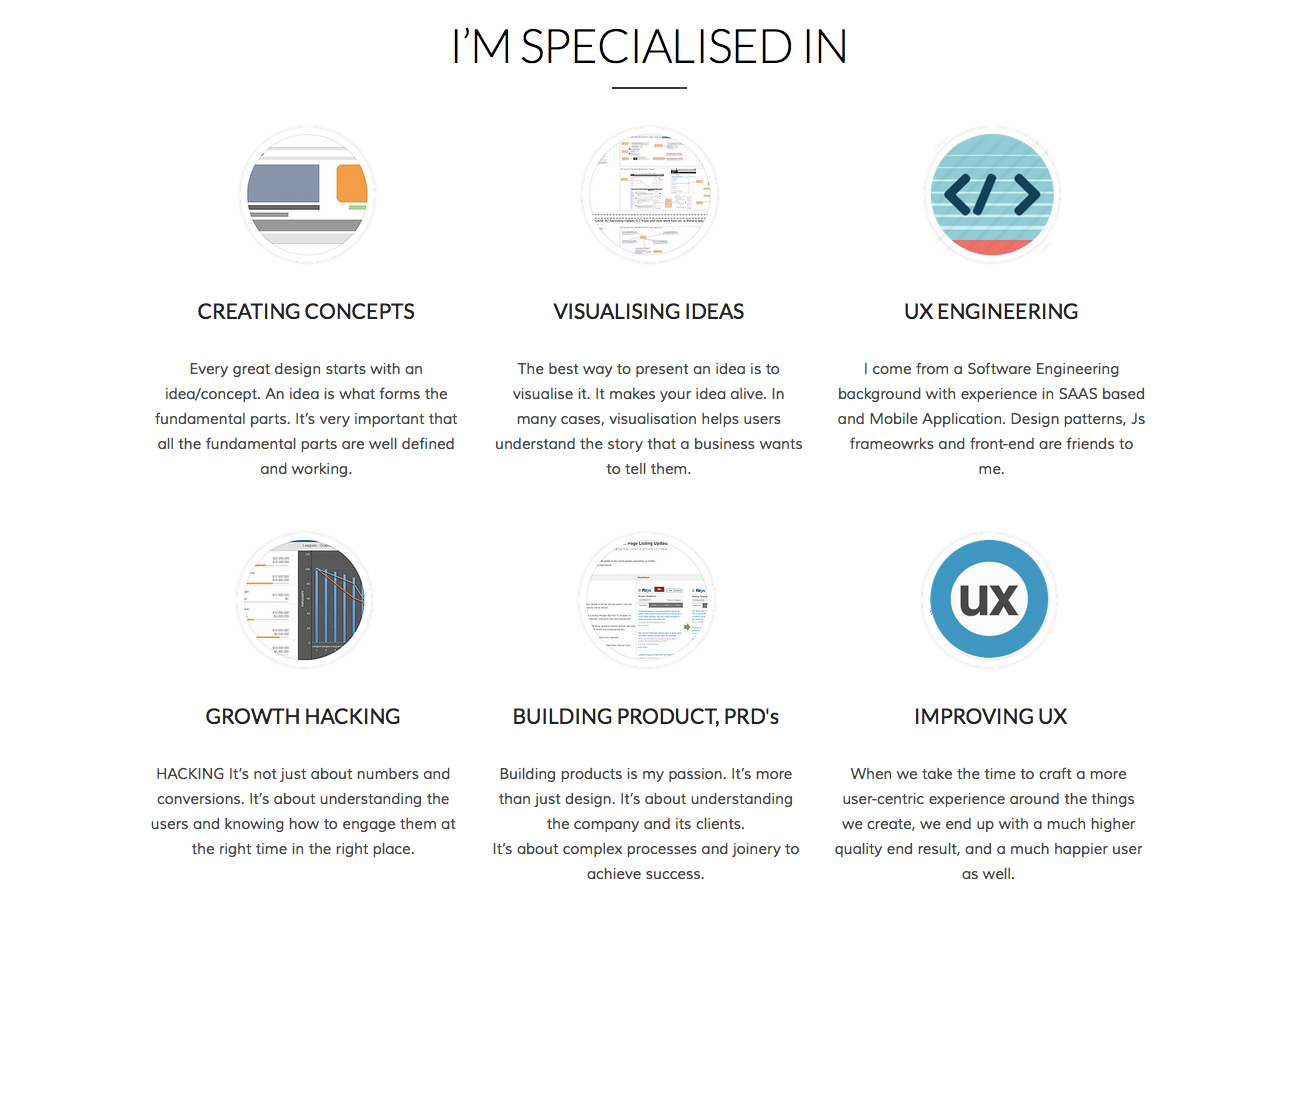 I’M SPECIALISED IN
</>
CREATING CONCEPTS
Every great design starts with an
idea/concept. An idea is what forms the
fundamental parts. It’s very important that
all the fundamental parts are well defined
and working.
VISUALISING IDEAS
The best way to present an idea is to
visualise it. It makes your idea alive. In
many cases, visualisation helps users
understand the story that a business wants
to tell them.
UX ENGINEERING
I come from a Software Engineering
background with experience in SAAS based
and Mobile Application. Design patterns, Js
frameowrks and front-end are friends to
me.
Page Listing Updat
UX
GROWTH HACKING
HACKING It’s not just about numbers and
conversions. It’s about understanding the
users and knowing how to engage them at
the right time in the right place.
BUILDING PRODUCT, PRD's
Building products is my passion. It’s more
than just design. It’s about understanding
the company and its clients.
It’s about complex processes and joinery to
achieve success.
IMPROVING UX
When we take the time to craft a more
user-centric experience around the things
we create, we end up with a much higher
quality end result, and a much happier user
as well.